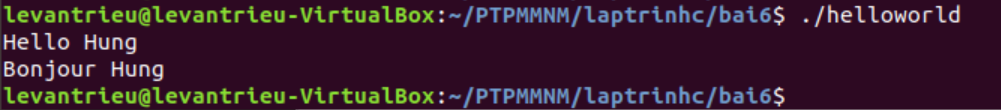 levantrieu@levantrieu-VirtualBox:~/PTPMMNM/laptrinhc/bai6$ ./helloworld
Hello Hung
Bonjour Hung
levantrieu@levantrieu-VirtualBox:~/PTPMMNM/laptrinhc/bai6$